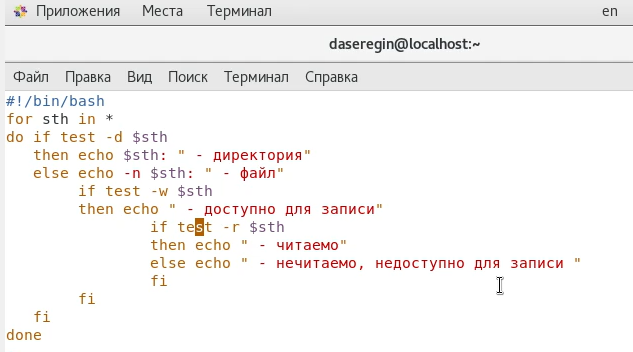 Приложения Места Терминал en
daseregin@localhost:~
Файл Правка Вид Поиск Терминал Справка
#!/bin/bash
for sth in *
do if test -d $sth
   then echo $sth: " - директория"
   else echo -n $sth: " - файл"
        if test -w $sth
        then echo " - доступно для записи"
                if test -r $sth
                then echo " - читаемо"
                else echo " - нечитаемо, недоступно для записи "
                fi
        fi
   fi
done